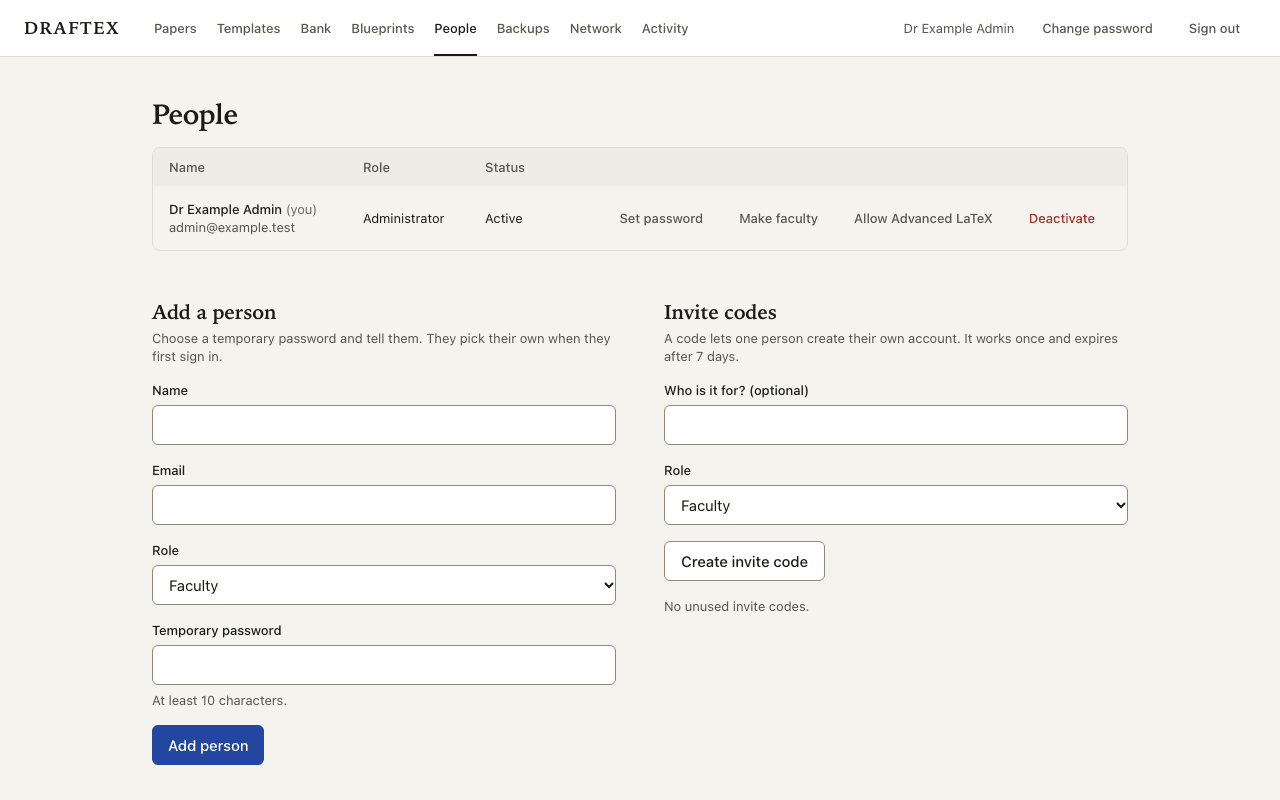 DRAFTEX Papers Templates Bank Blueprints People Backups Network Activity Dr Example Admin Change password Sign out
People
Name Role Status
Dr Example Admin (you)
admin@example.test
Administrator Active Set password Make faculty Allow Advanced LaTeX Deactivate
Add a person
Choose a temporary password and tell them. They pick their own when they
first sign in.
Name
Email
Role
Faculty
Temporary password
At least 10 characters.
Add person
Invite codes
A code lets one person create their own account. It works once and expires
after 7 days.
Who is it for? (optional)
Role
Faculty
Create invite code
No unused invite codes.